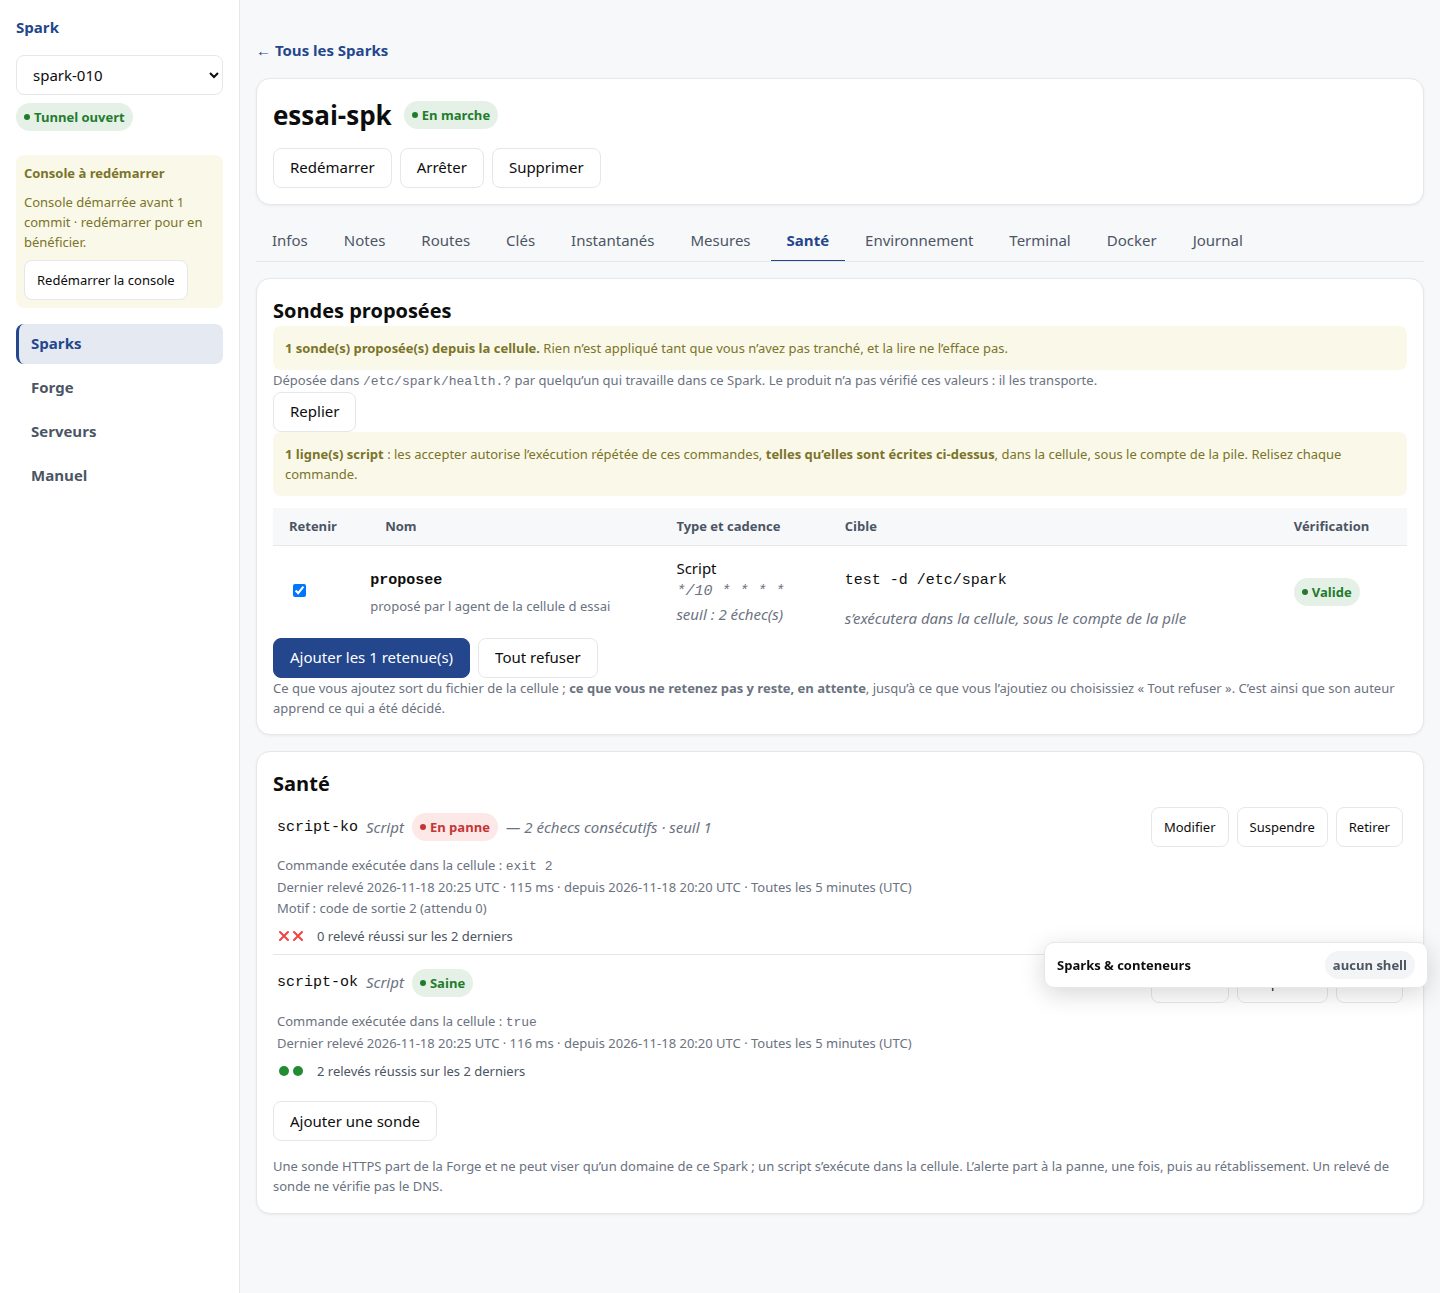 Spark
spark-010
Tunnel ouvert
Console à redémarrer
Console démarrée avant 1
commit · redémarrer pour en
bénéficier.
Redémarrer la console
Sparks
Forge
Serveurs
Manuel
← Tous les Sparks
essai-spk En marche
Redémarrer Arrêter Supprimer
Infos Notes Routes Clés Instantanés Mesures Santé Environnement Terminal Docker Journal
Sondes proposées
1 sonde(s) proposée(s) depuis la cellule. Rien n’est appliqué tant que vous n’avez pas tranché, et la lire ne l’efface pas.
Déposée dans /etc/spark/health.? par quelqu’un qui travaille dans ce Spark. Le produit n’a pas vérifié ces valeurs : il les transporte.
Replier
1 ligne(s) script : les accepter autorise l’exécution répétée de ces commandes, telles qu’elles sont écrites ci-dessus, dans la cellule, sous le compte de la pile. Relisez chaque
commande.
Retenir Nom Type et cadence Cible Vérification
proposee
proposé par l agent de la cellule d essai
Script
*/10 * * * *
seuil : 2 échec(s)
test -d /etc/spark
s’exécutera dans la cellule, sous le compte de la pile
Valide
Ajouter les 1 retenue(s) Tout refuser
Ce que vous ajoutez sort du fichier de la cellule ; ce que vous ne retenez pas y reste, en attente, jusqu’à ce que vous l’ajoutiez ou choisissiez « Tout refuser ». C’est ainsi que son auteur
apprend ce qui a été décidé.
Santé
script-ko Script En panne — 2 échecs consécutifs · seuil 1
Modifier Suspendre Retirer
Commande exécutée dans la cellule : exit 2
Dernier relevé 2026-11-18 20:25 UTC · 115 ms · depuis 2026-11-18 20:20 UTC · Toutes les 5 minutes (UTC)
Motif : code de sortie 2 (attendu 0)
0 relevé réussi sur les 2 derniers
Sparks & conteneurs aucun shell
script-ok Script Saine
Commande exécutée dans la cellule : true
Dernier relevé 2026-11-18 20:25 UTC · 116 ms · depuis 2026-11-18 20:20 UTC · Toutes les 5 minutes (UTC)
2 relevés réussis sur les 2 derniers
Ajouter une sonde
Une sonde HTTPS part de la Forge et ne peut viser qu’un domaine de ce Spark ; un script s’exécute dans la cellule. L’alerte part à la panne, une fois, puis au rétablissement. Un relevé de
sonde ne vérifie pas le DNS.